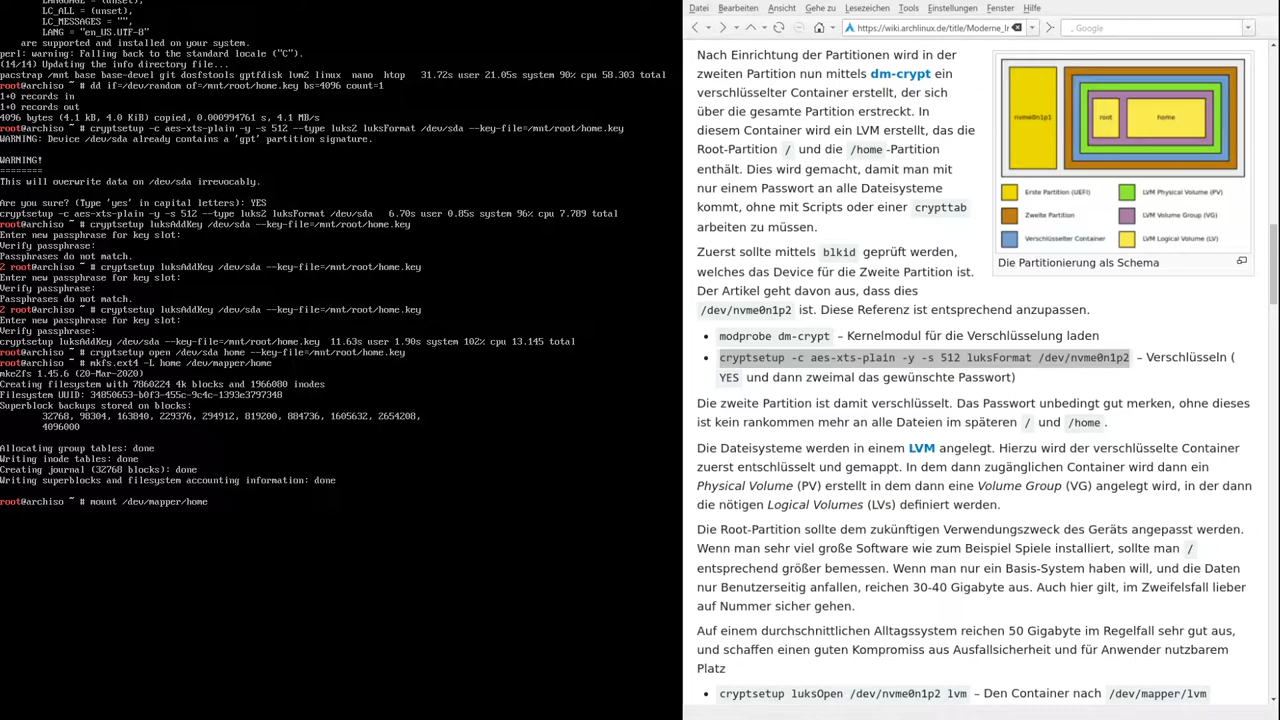 LANGUAGE = (unset),
LC_ALL = (unset),
LC_MESSAGES = "",
LANG = "en_US.UTF-8"
are supported and installed on your system.
perl: warning: Falling back to the standard locale ("C").
(14/14) Updating the info directory file...
pacstrap /mnt base base-devel git dosfstools gptfdisk lvm2 linux  nano  htop   31.72s user 21.05s system 90% cpu 58.303 total
root@archiso ~ # dd if=/dev/random of=/mnt/root/home.key bs=4096 count=1
1+0 records in
1+0 records out
4096 bytes (4.1 kB, 4.0 KiB) copied, 0.000994761 s, 4.1 MB/s
root@archiso ~ # cryptsetup -c aes-xts-plain -y -s 512 --type luks2 luksFormat /dev/sda --key-file=/mnt/root/home.key
WARNING: Device /dev/sda already contains a 'gpt' partition signature.
WARNING!
========
This will overwrite data on /dev/sda irrevocably.
Are you sure? (Type 'yes' in capital letters): YES
cryptsetup -c aes-xts-plain -y -s 512 --type luks2 luksFormat /dev/sda   6.70s user 0.85s system 96% cpu 7.789 total
root@archiso ~ # cryptsetup luksAddKey /dev/sda --key-file=/mnt/root/home.key
Enter new passphrase for key slot:
Verify passphrase:
Passphrases do not match.
2 root@archiso ~ # cryptsetup luksAddKey /dev/sda --key-file=/mnt/root/home.key
Enter new passphrase for key slot:
Verify passphrase:
Passphrases do not match.
2 root@archiso ~ # cryptsetup luksAddKey /dev/sda --key-file=/mnt/root/home.key
Enter new passphrase for key slot:
Verify passphrase:
cryptsetup luksAddKey /dev/sda --key-file=/mnt/root/home.key  11.63s user 1.90s system 102% cpu 13.145 total
root@archiso ~ # cryptsetup open /dev/sda home --key-file=/mnt/root/home.key
root@archiso ~ # mkfs.ext4 -L home /dev/mapper/home
mke2fs 1.45.6 (20-Mar-2020)
Creating filesystem with 7860224 4k blocks and 1966080 inodes
Filesystem UUID: 34850653-b0f3-455c-9c4c-1393e3797348
Superblock backups stored on blocks:
32768, 98304, 163840, 229376, 294912, 819200, 884736, 1605632, 2654208,
4096000
Allocating group tables: done
Writing inode tables: done
Creating journal (32768 blocks): done
Writing superblocks and filesystem accounting information: done
root@archiso ~ # mount /dev/mapper/home
Datei Bearbeiten Ansicht Gehe zu Lesezeichen Tools Einstellungen Fenster Hilfe
https://wiki.archlinux.de/title/Moderne_In
Google
Nach Einrichtung der Partitionen wird in der
zweiten Partition nun mittels dm-crypt ein
verschlüsselter Container erstellt, der sich
über die gesamte Partition erstreckt. In
diesem Container wird ein LVM erstellt, das die
Root-Partition / und die /home-Partition
enthält. Dies wird gemacht, damit man mit
nur einem Passwort an alle Dateisysteme
kommt, ohne mit Scripts oder einer crypttab
arbeiten zu müssen.
nvme0n1p1
root
home
Erste Partition (UEFI)
LVM Physical Volume (PV)
Zweite Partition
LVM Volume Group (VG)
Verschlüsselter Container
LVM Logical Volume (LV)
Die Partitionierung als Schema
Zuerst sollte mittels blkid geprüft werden,
welches das Device für die Zweite Partition ist.
Der Artikel geht davon aus, dass dies
/dev/nvme0n1p2 ist. Diese Referenz ist entsprechend anzupassen.
• modprobe dm-crypt – Kernelmodul für die Verschlüsselung laden
• cryptsetup -c aes-xts-plain -y -s 512 luksFormat /dev/nvme0n1p2 – Verschlüsseln (
YES und dann zweimal das gewünschte Passwort)
Die zweite Partition ist damit verschlüsselt. Das Passwort unbedingt gut merken, ohne dieses
ist kein rankommen mehr an alle Dateien im späteren / und /home.
Die Dateisysteme werden in einem LVM angelegt. Hierzu wird der verschlüsselte Container
zuerst entschlüsselt und gemappt. In dem dann zugänglichen Container wird dann ein
Physical Volume (PV) erstellt in dem dann eine Volume Group (VG) angelegt wird, in der dann
die nötigen Logical Volumes (LVs) definiert werden.
Die Root-Partition sollte dem zukünftigen Verwendungszweck des Geräts angepasst werden.
Wenn man sehr viel große Software wie zum Beispiel Spiele installiert, sollte man /
entsprechend größer bemessen. Wenn man nur ein Basis-System haben will, und die Daten
nur Benutzerseitig anfallen, reichen 30-40 Gigabyte aus. Auch hier gilt, im Zweifelsfall lieber
auf Nummer sicher gehen.
Auf einem durchschnittlichen Alltagssystem reichen 50 Gigabyte im Regelfall sehr gut aus,
und schaffen einen guten Kompromiss aus Ausfallsicherheit und für Anwender nutzbarem
Platz
• cryptsetup luksOpen /dev/nvme0n1p2 lvm – Den Container nach /dev/mapper/lvm